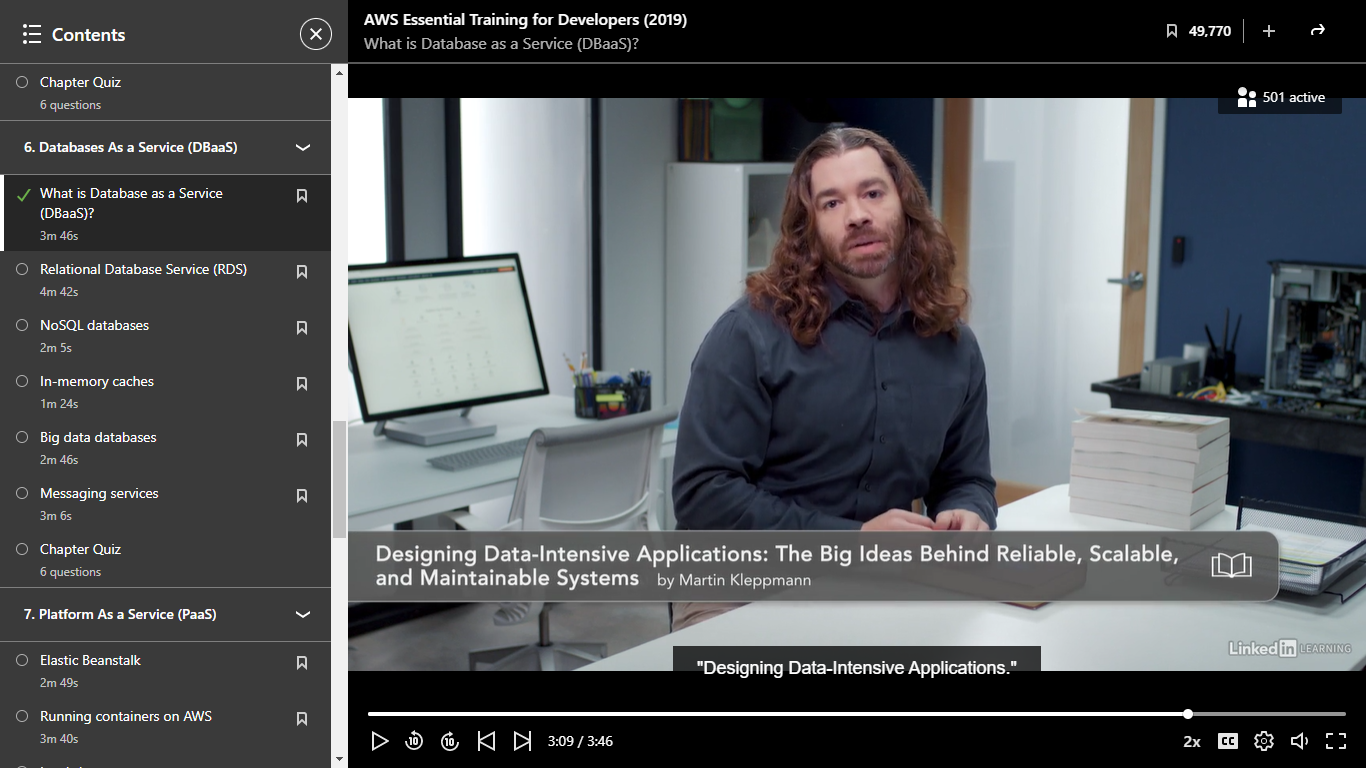 Contents
Chapter Quiz
6 questions
6. Databases As a Service (DBaaS)
What is Database as a Service
(DBaaS)?
3m 46s
Relational Database Service (RDS)
4m 42s
NoSQL databases
2m 5s
In-memory caches
1m 24s
Big data databases
2m 46s
Messaging services
3m 6s
Chapter Quiz
6 questions
7. Platform As a Service (PaaS)
Elastic Beanstalk
2m 49s
Running containers on AWS
3m 40s
AWS Essential Training for Developers (2019)
What is Database as a Service (DBaaS)?
49,770
501 active
Designing Data-Intensive Applications: The Big Ideas Behind Reliable, Scalable,
and Maintainable Systems by Martin Kleppmann
LinkedIn LEARNING
"Designing Data-Intensive Applications."
10
10
3:09 / 3:46
2x
CC